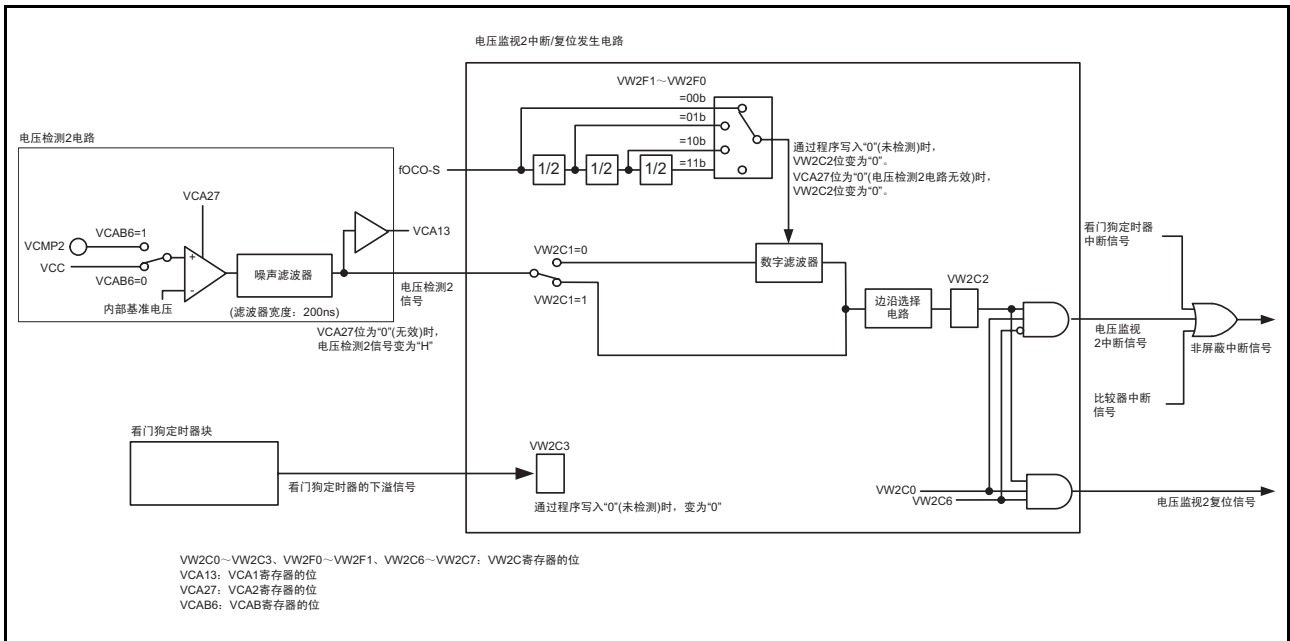 电压监视2中断/复位发生电路
VW2F1～VW2F0
=00b
=01b
=10b
=11b
fOCO-S
1/2
1/2
1/2
通过程序写入“0”(未检测)时，
VW2C2位变为“0”。
VCA27位为“0”(电压检测2电路无效)时，
VW2C2位变为“0”。
电压检测2电路
VCA27
VCAB6=1
VCMP2
VCC
VCAB6=0
+
-
内部基准电压
噪声滤波器
(滤波器宽度：200ns)
VCA13
电压检测2
信号
VCA27位为“0”(无效)时，
电压检测2信号变为“H”
VW2C1=0
VW2C1=1
数字滤波器
边沿选择
电路
VW2C2
看门狗定时器
中断信号
电压监视
2中断信号
非屏蔽中断信号
比较器中断
信号
看门狗定时器块
看门狗定时器的下溢信号
VW2C3
通过程序写入“0”(未检测)时，变为“0”
VW2C0
VW2C6
电压监视2复位信号
VW2C0～VW2C3、VW2F0～VW2F1、VW2C6～VW2C7：VW2C寄存器的位
VCA13：VCA1寄存器的位
VCA27：VCA2寄存器的位
VCAB6：VCAB寄存器的位